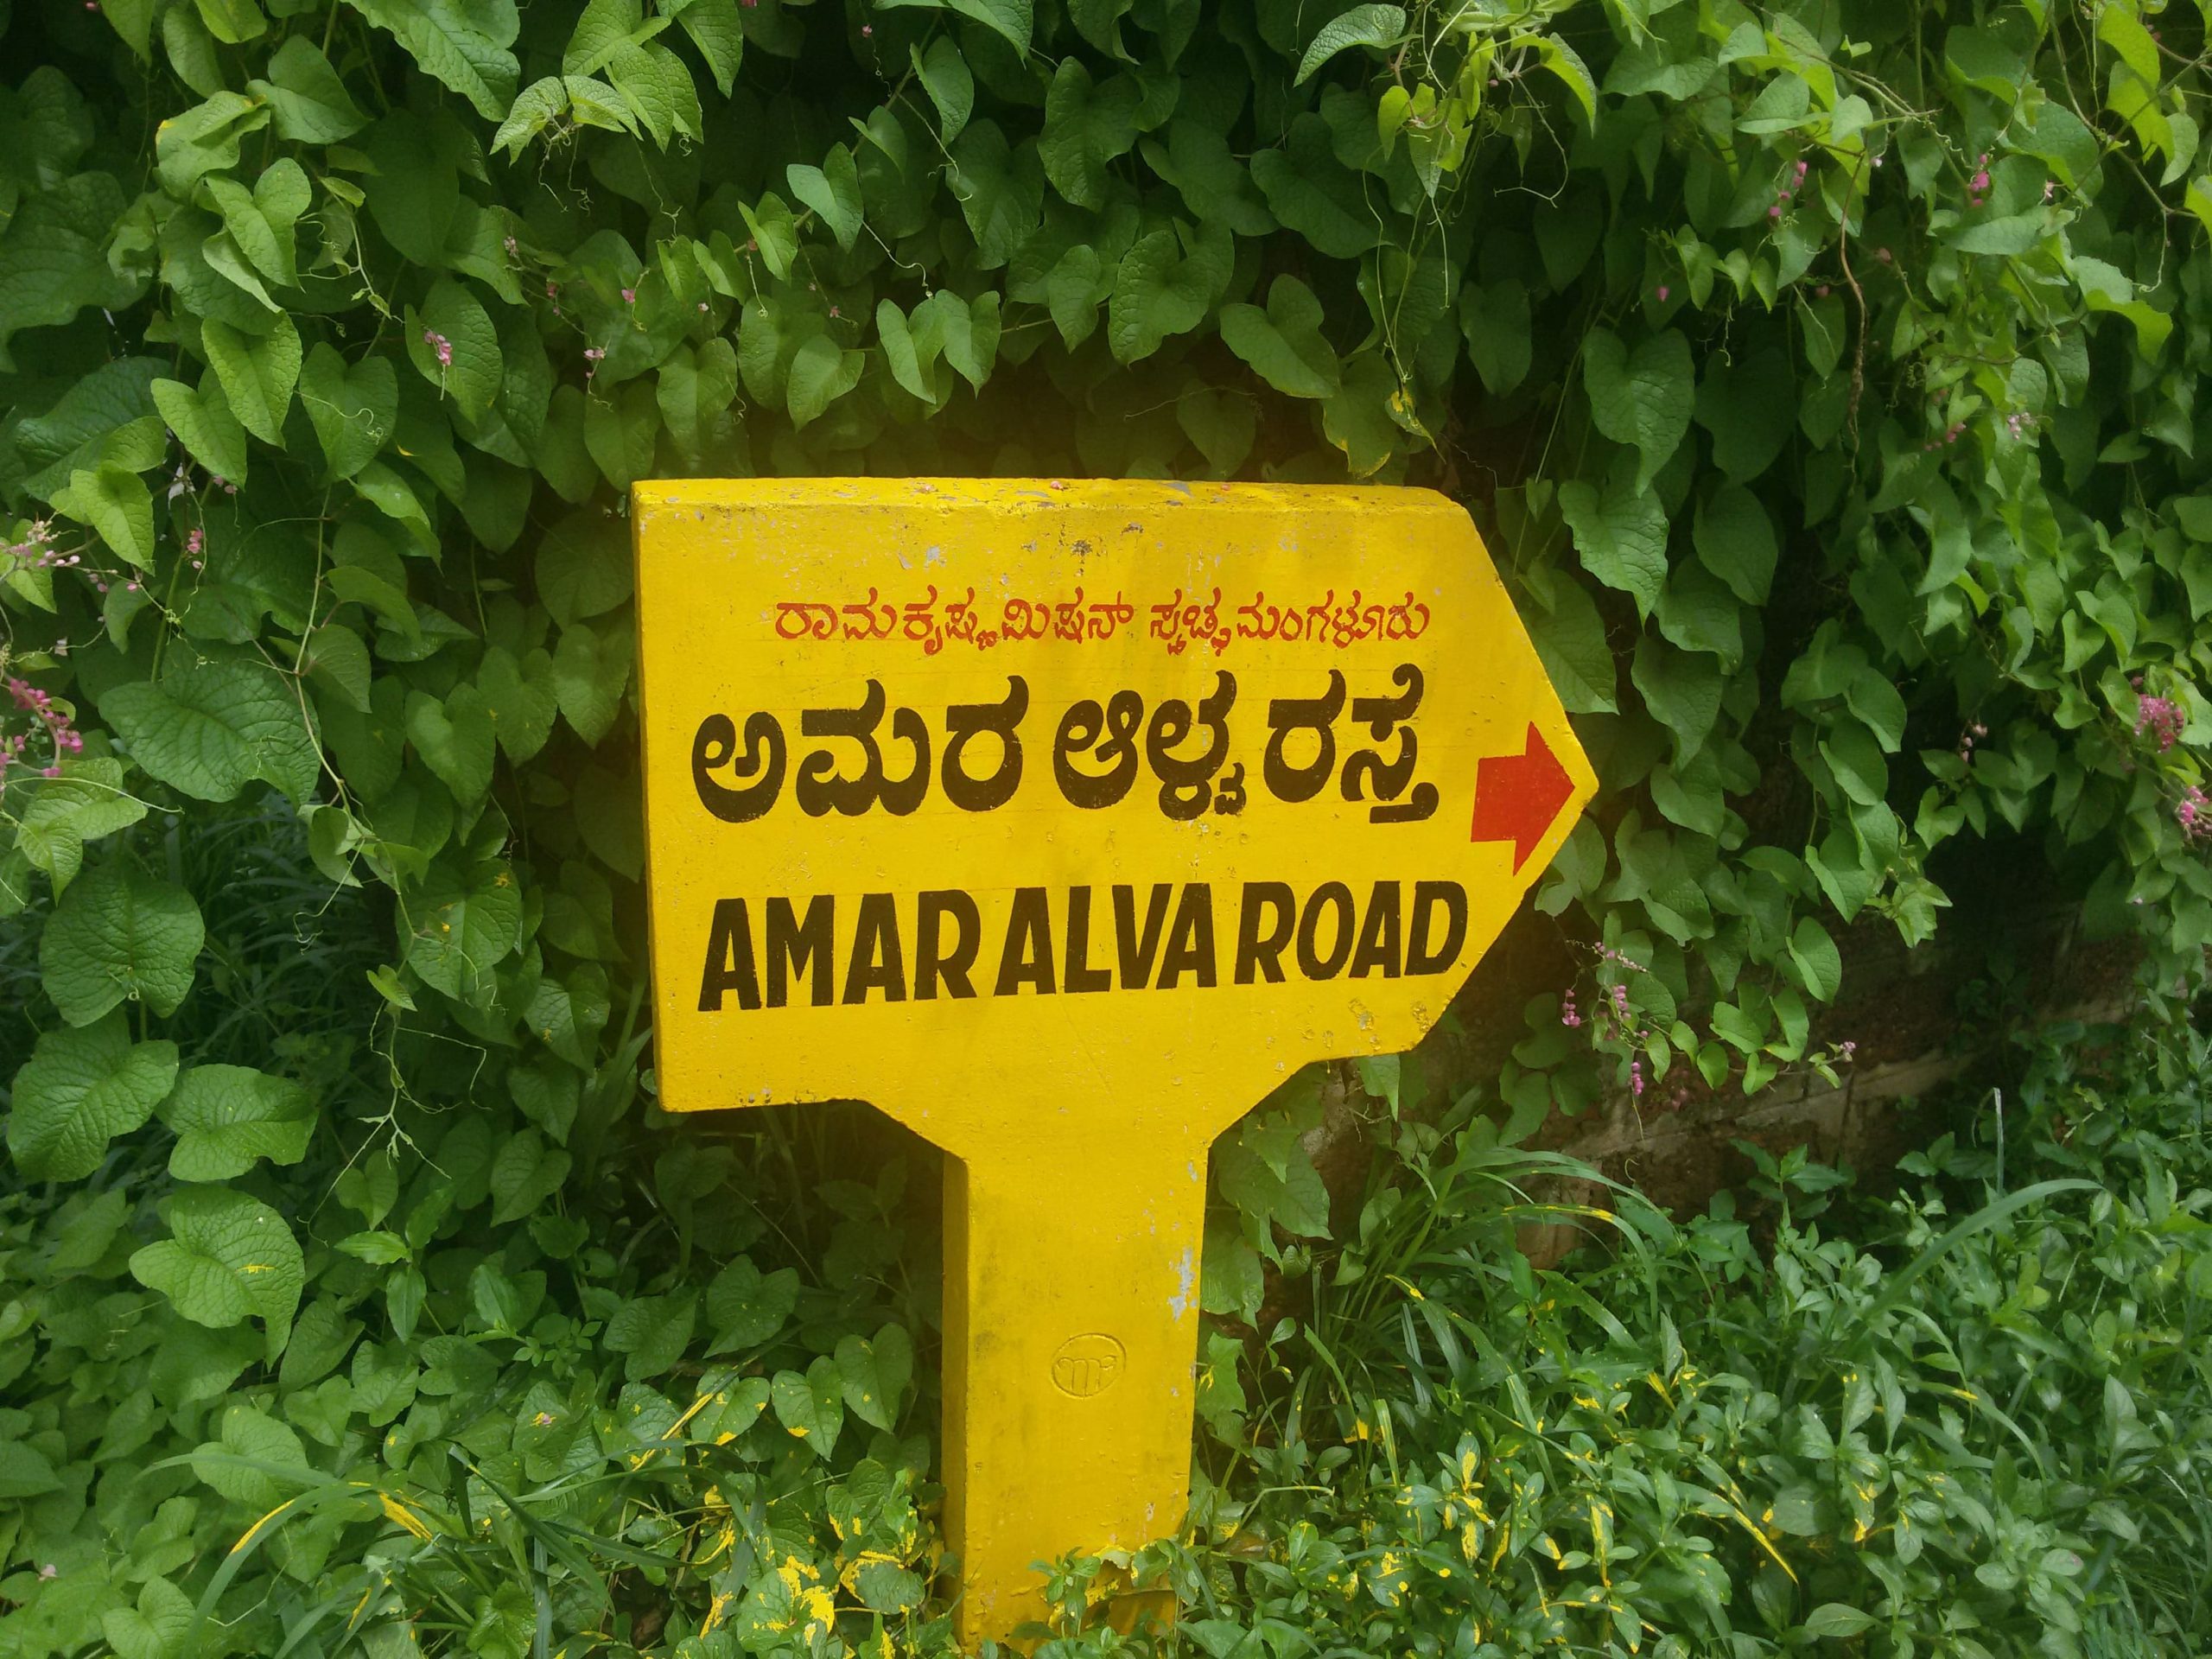 ರಾಮಕೃಷ್ಣ ಮಿಷನ್ ಸ್ವಚ್ಛ ಮಂಗಳೂರು
ಅಮರ ಆಳ್ವ ರಸ್ತೆ
AMAR ALVA ROAD